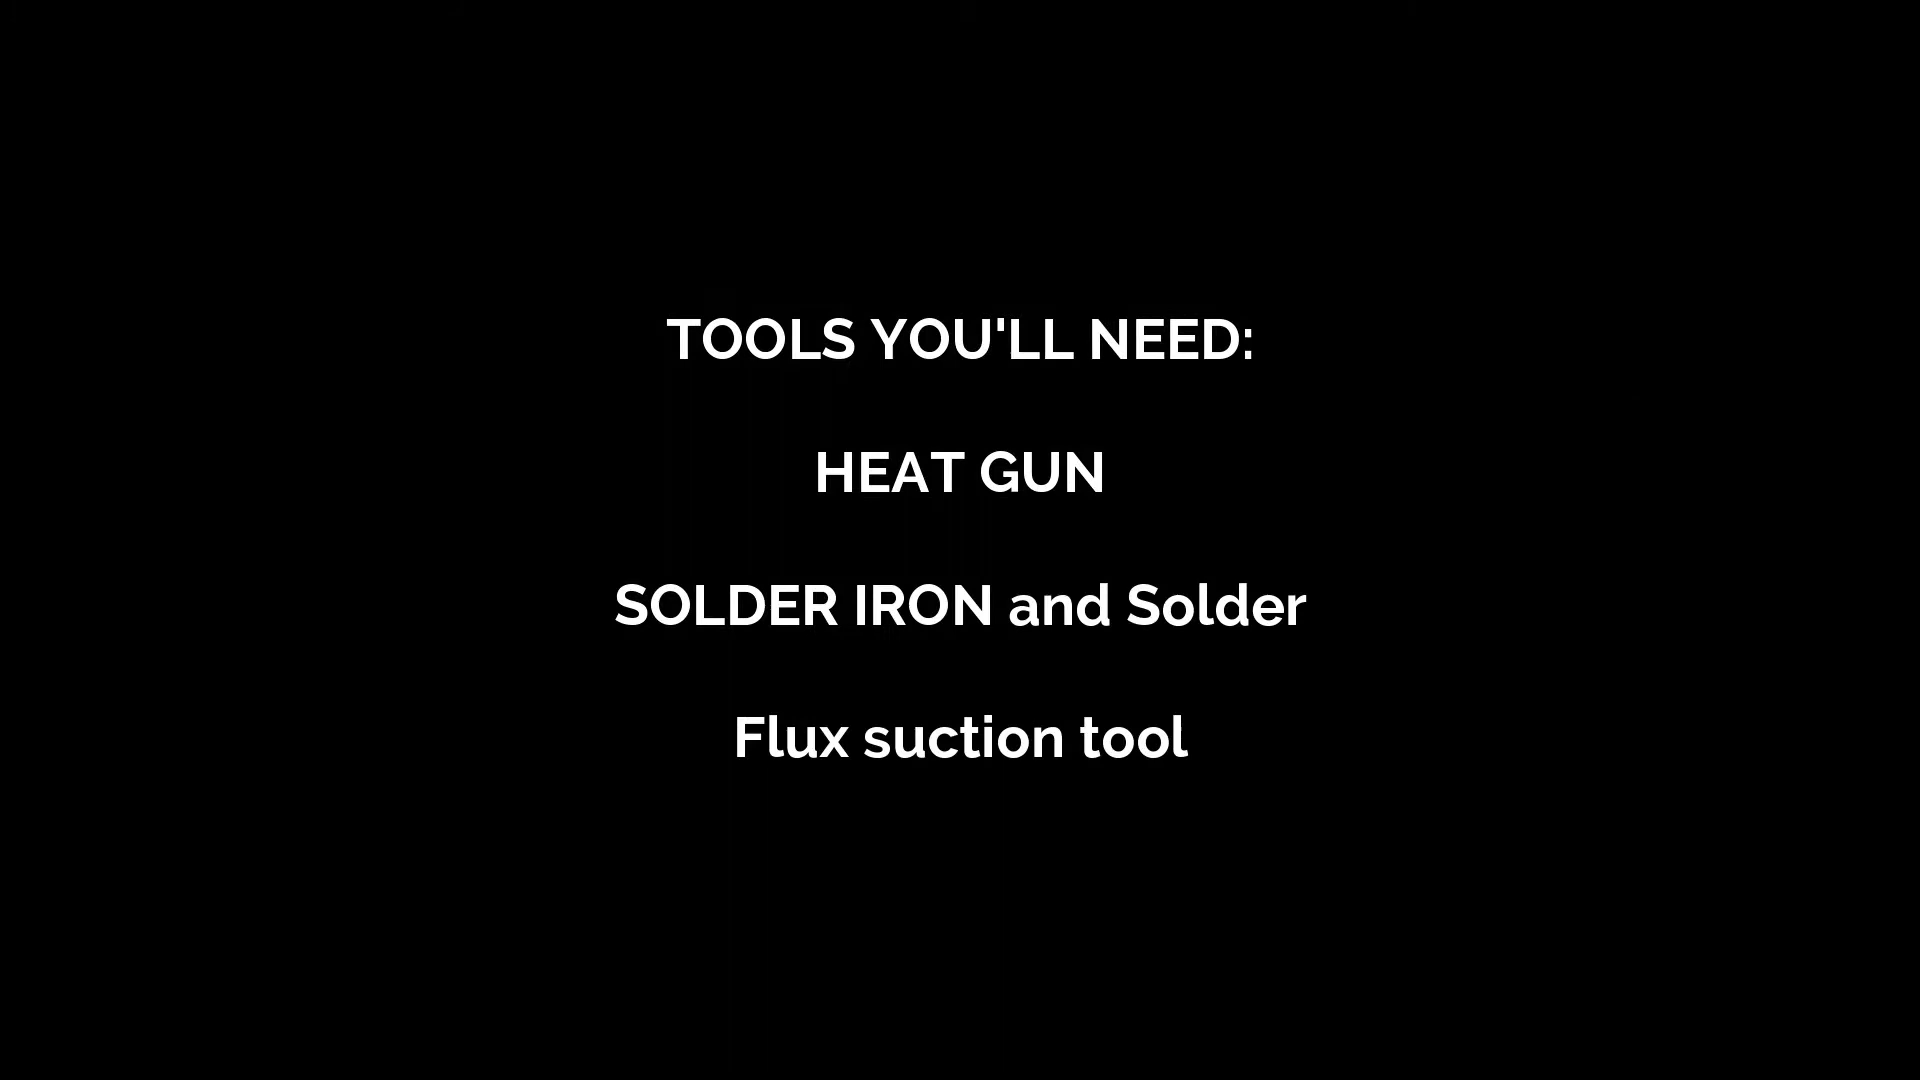 TOOLS YOU'LL NEED:
HEAT GUN
SOLDER IRON and Solder
Flux suction tool